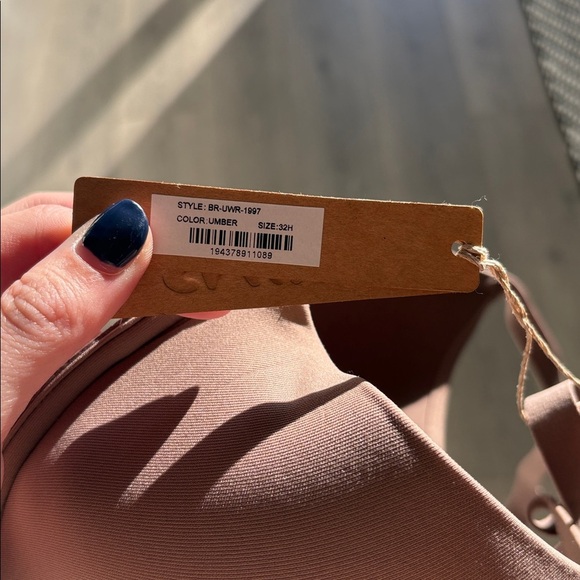 STYLE: BR-UWR-1997
COLOR:UMBER SIZE:32H
194378911089